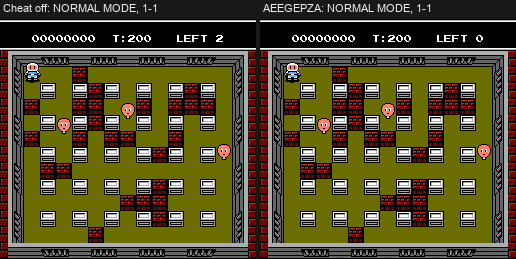 Cheat off: NORMAL MODE, 1-1
AEEGEPZA: NORMAL MODE, 1-1
00000000 T:200 LEFT 2
00000000 T:200 LEFT 0